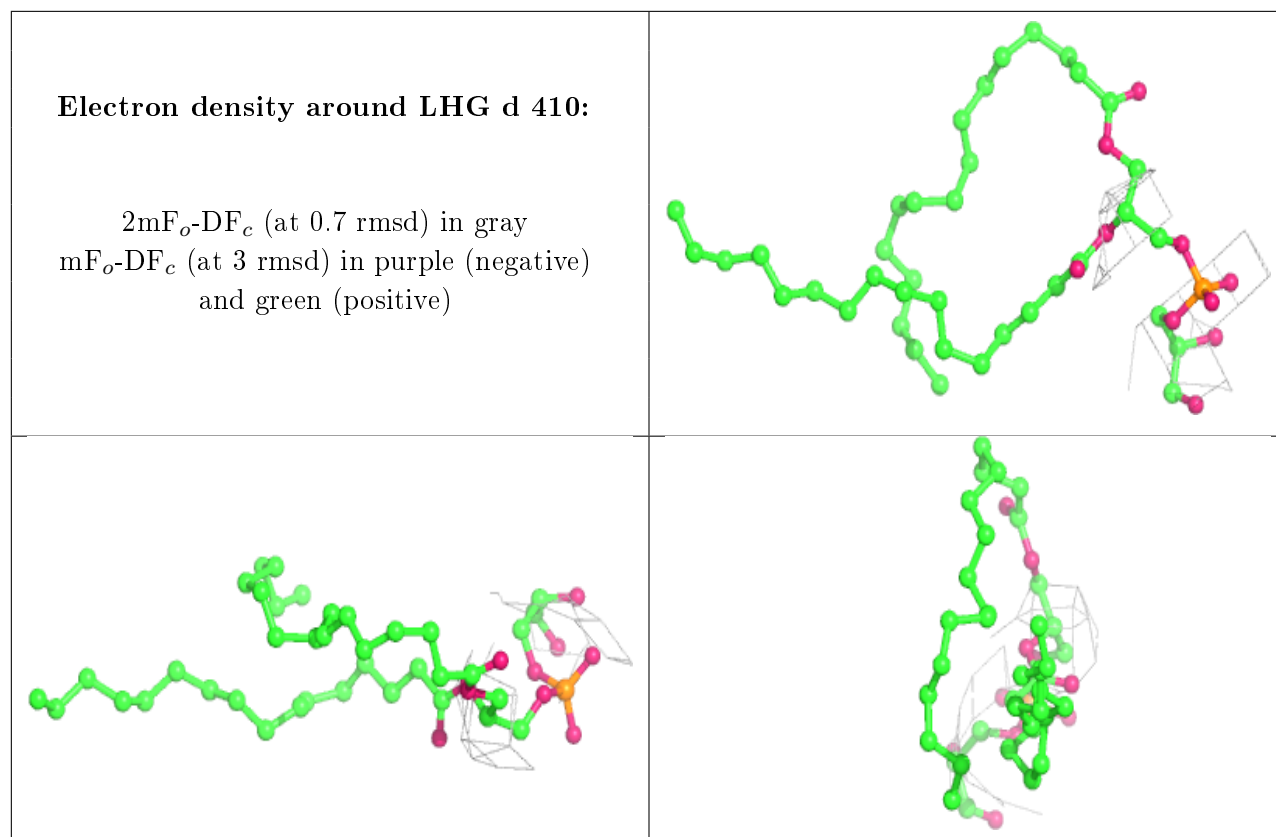 Electron density around LHG d 410:
2mFo-DFc (at 0.7 rmsd) in gray
mFo-DFc (at 3 rmsd) in purple (negative)
and green (positive)